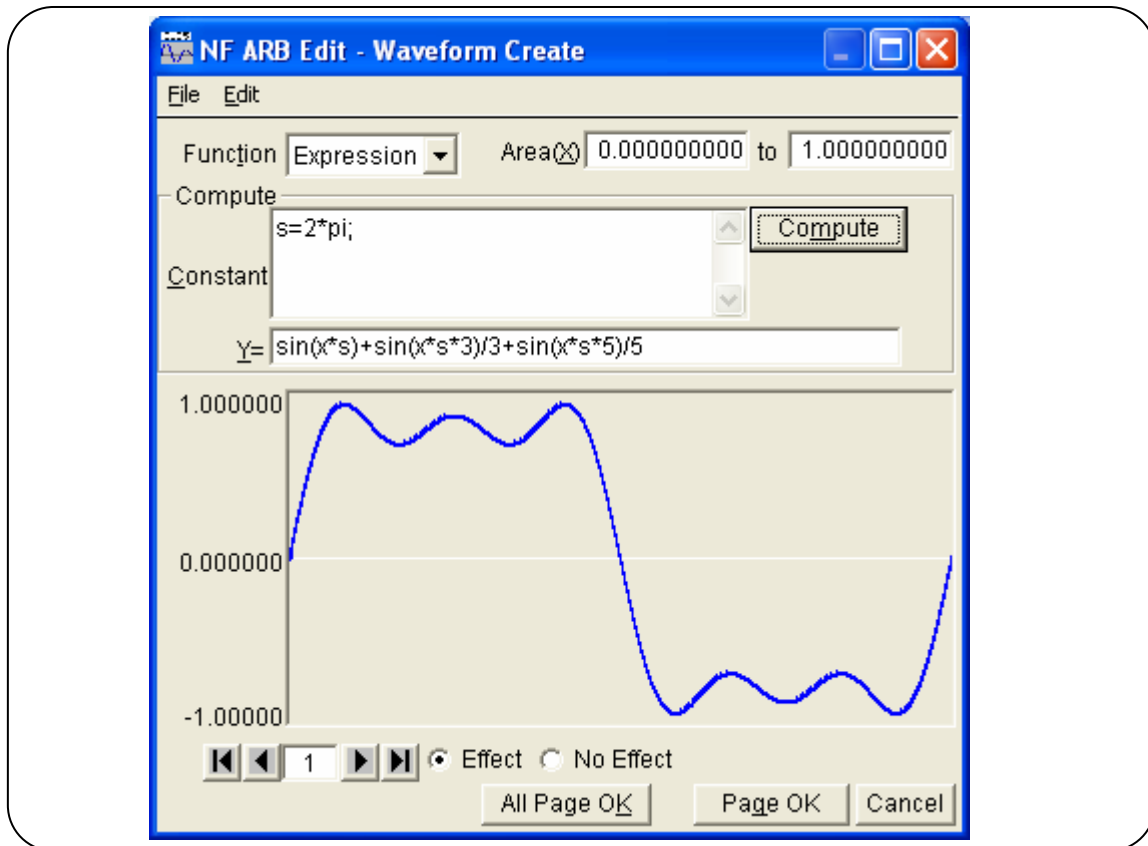 NF ARB Edit - Waveform Create
File Edit
Function Expression Area(X) 0.000000000 to 1.000000000
Compute
s=2*pi;
Compute
Constant
Y= sin(x*s)+sin(x*s*3)/3+sin(x*s*5)/5
1.000000
0.000000
-1.00000
1 Effect No Effect
All Page OK Page OK Cancel